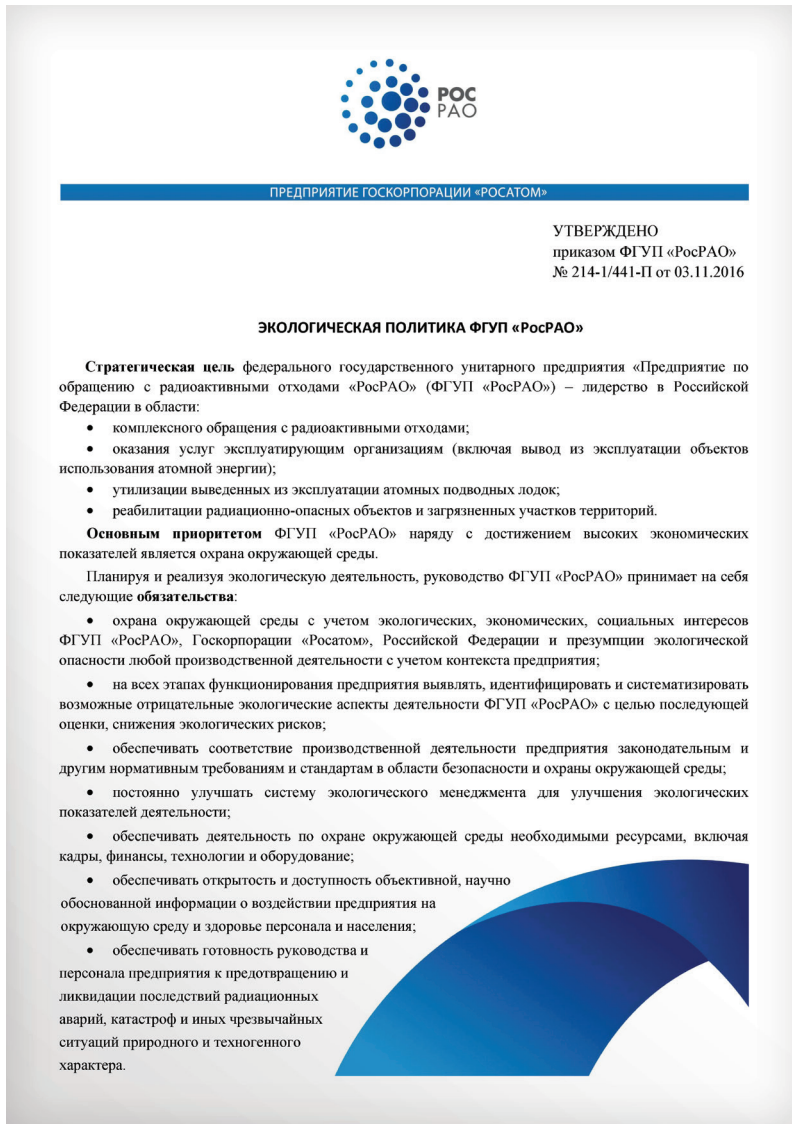 РОС
РАО
ПРЕДПРИЯТИЕ ГОСКОРПОРАЦИИ «РОСАТОМ»
УТВЕРЖДЕНО
приказом ФГУП «РосРАО»
№ 214-1/441-П от 03.11.2016
ЭКОЛОГИЧЕСКАЯ ПОЛИТИКА ФГУП «РосРАО»
Стратегическая цель федерального государственного унитарного предприятия «Предприятие по
обращению с радиоактивными отходами «РосРАО» (ФГУП «РосРАО») – лидерство в Российской
Федерации в области:
• комплексного обращения с радиоактивными отходами;
• оказания услуг эксплуатирующим организациям (включая вывод из эксплуатации объектов
использования атомной энергии);
• утилизации выведенных из эксплуатации атомных подводных лодок;
• реабилитации радиационно-опасных объектов и загрязненных участков территорий.
Основным приоритетом ФГУП «РосРАО» наряду с достижением высоких экономических
показателей является охрана окружающей среды.
Планируя и реализуя экологическую деятельность, руководство ФГУП «РосРАО» принимает на себя
следующие обязательства:
• охрана окружающей среды с учетом экологических, экономических, социальных интересов
ФГУП «РосРАО», Госкорпорации «Росатом», Российской Федерации и презумпции экологической
опасности любой производственной деятельности с учетом контекста предприятия;
• на всех этапах функционирования предприятия выявлять, идентифицировать и систематизировать
возможные отрицательные экологические аспекты деятельности ФГУП «РосРАО» с целью последующей
оценки, снижения экологических рисков;
• обеспечивать соответствие производственной деятельности предприятия законодательным и
другим нормативным требованиям и стандартам в области безопасности и охраны окружающей среды;
• постоянно улучшать систему экологического менеджмента для улучшения экологических
показателей деятельности;
• обеспечивать деятельность по охране окружающей среды необходимыми ресурсами, включая
кадры, финансы, технологии и оборудование;
• обеспечивать открытость и доступность объективной, научно
обоснованной информации о воздействии предприятия на
окружающую среду и здоровье персонала и населения;
• обеспечивать готовность руководства и
персонала предприятия к предотвращению и
ликвидации последствий радиационных
аварий, катастроф и иных чрезвычайных
ситуаций природного и техногенного
характера.